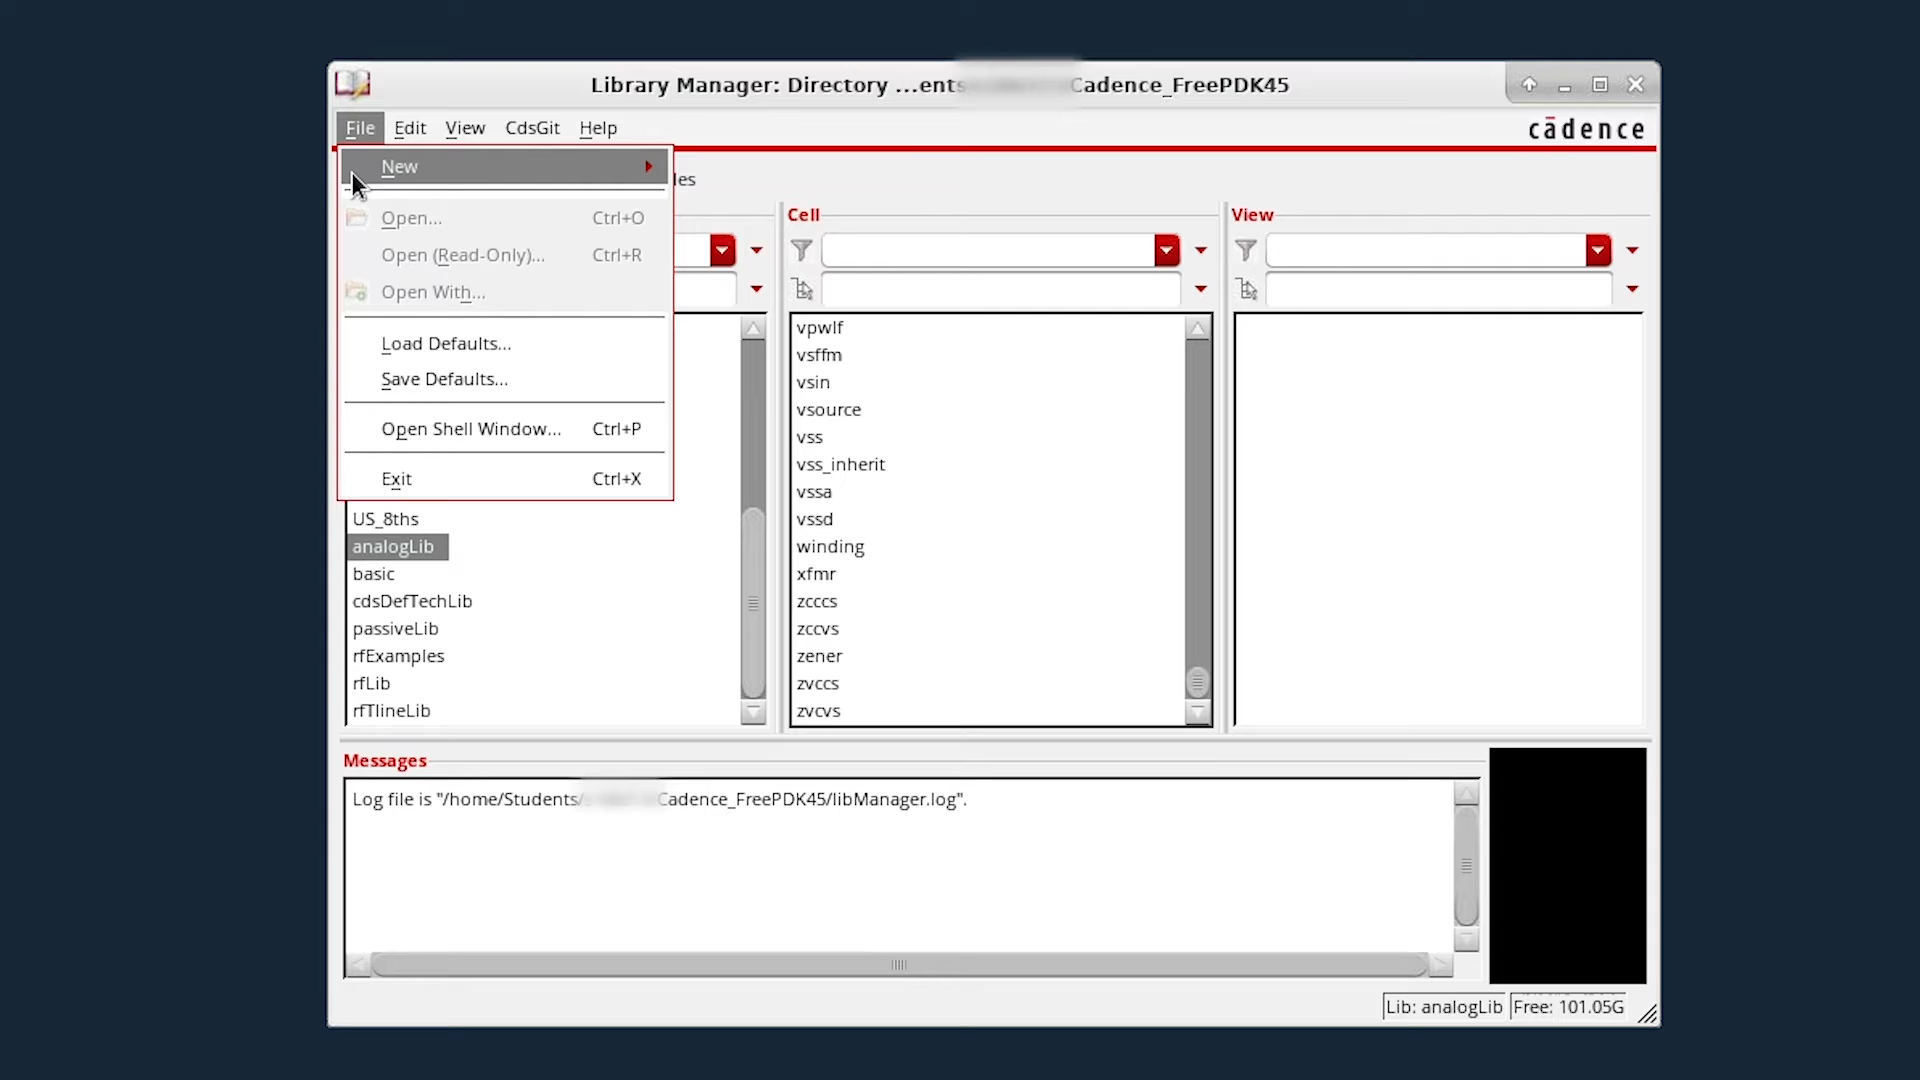 Library Manager: Directory ...ents Cadence_FreePDK45
File Edit View CdsGit Help
cādence
New
Open... Ctrl+O
Open (Read-Only)... Ctrl+R
Open With...
Load Defaults...
Save Defaults...
Open Shell Window... Ctrl+P
Exit Ctrl+X
les
US_8ths
analogLib
basic
cdsDefTechLib
passiveLib
rfExamples
rfLib
rfTlineLib
Cell
vpwlf
vsffm
vsin
vsource
vss
vss_inherit
vssa
vssd
winding
xfmr
zcccs
zccvs
zener
zvccs
zvcvs
View
Messages
Log file is "/home/Students/ Cadence_FreePDK45/libManager.log".
Lib: analogLib Free: 101.05G